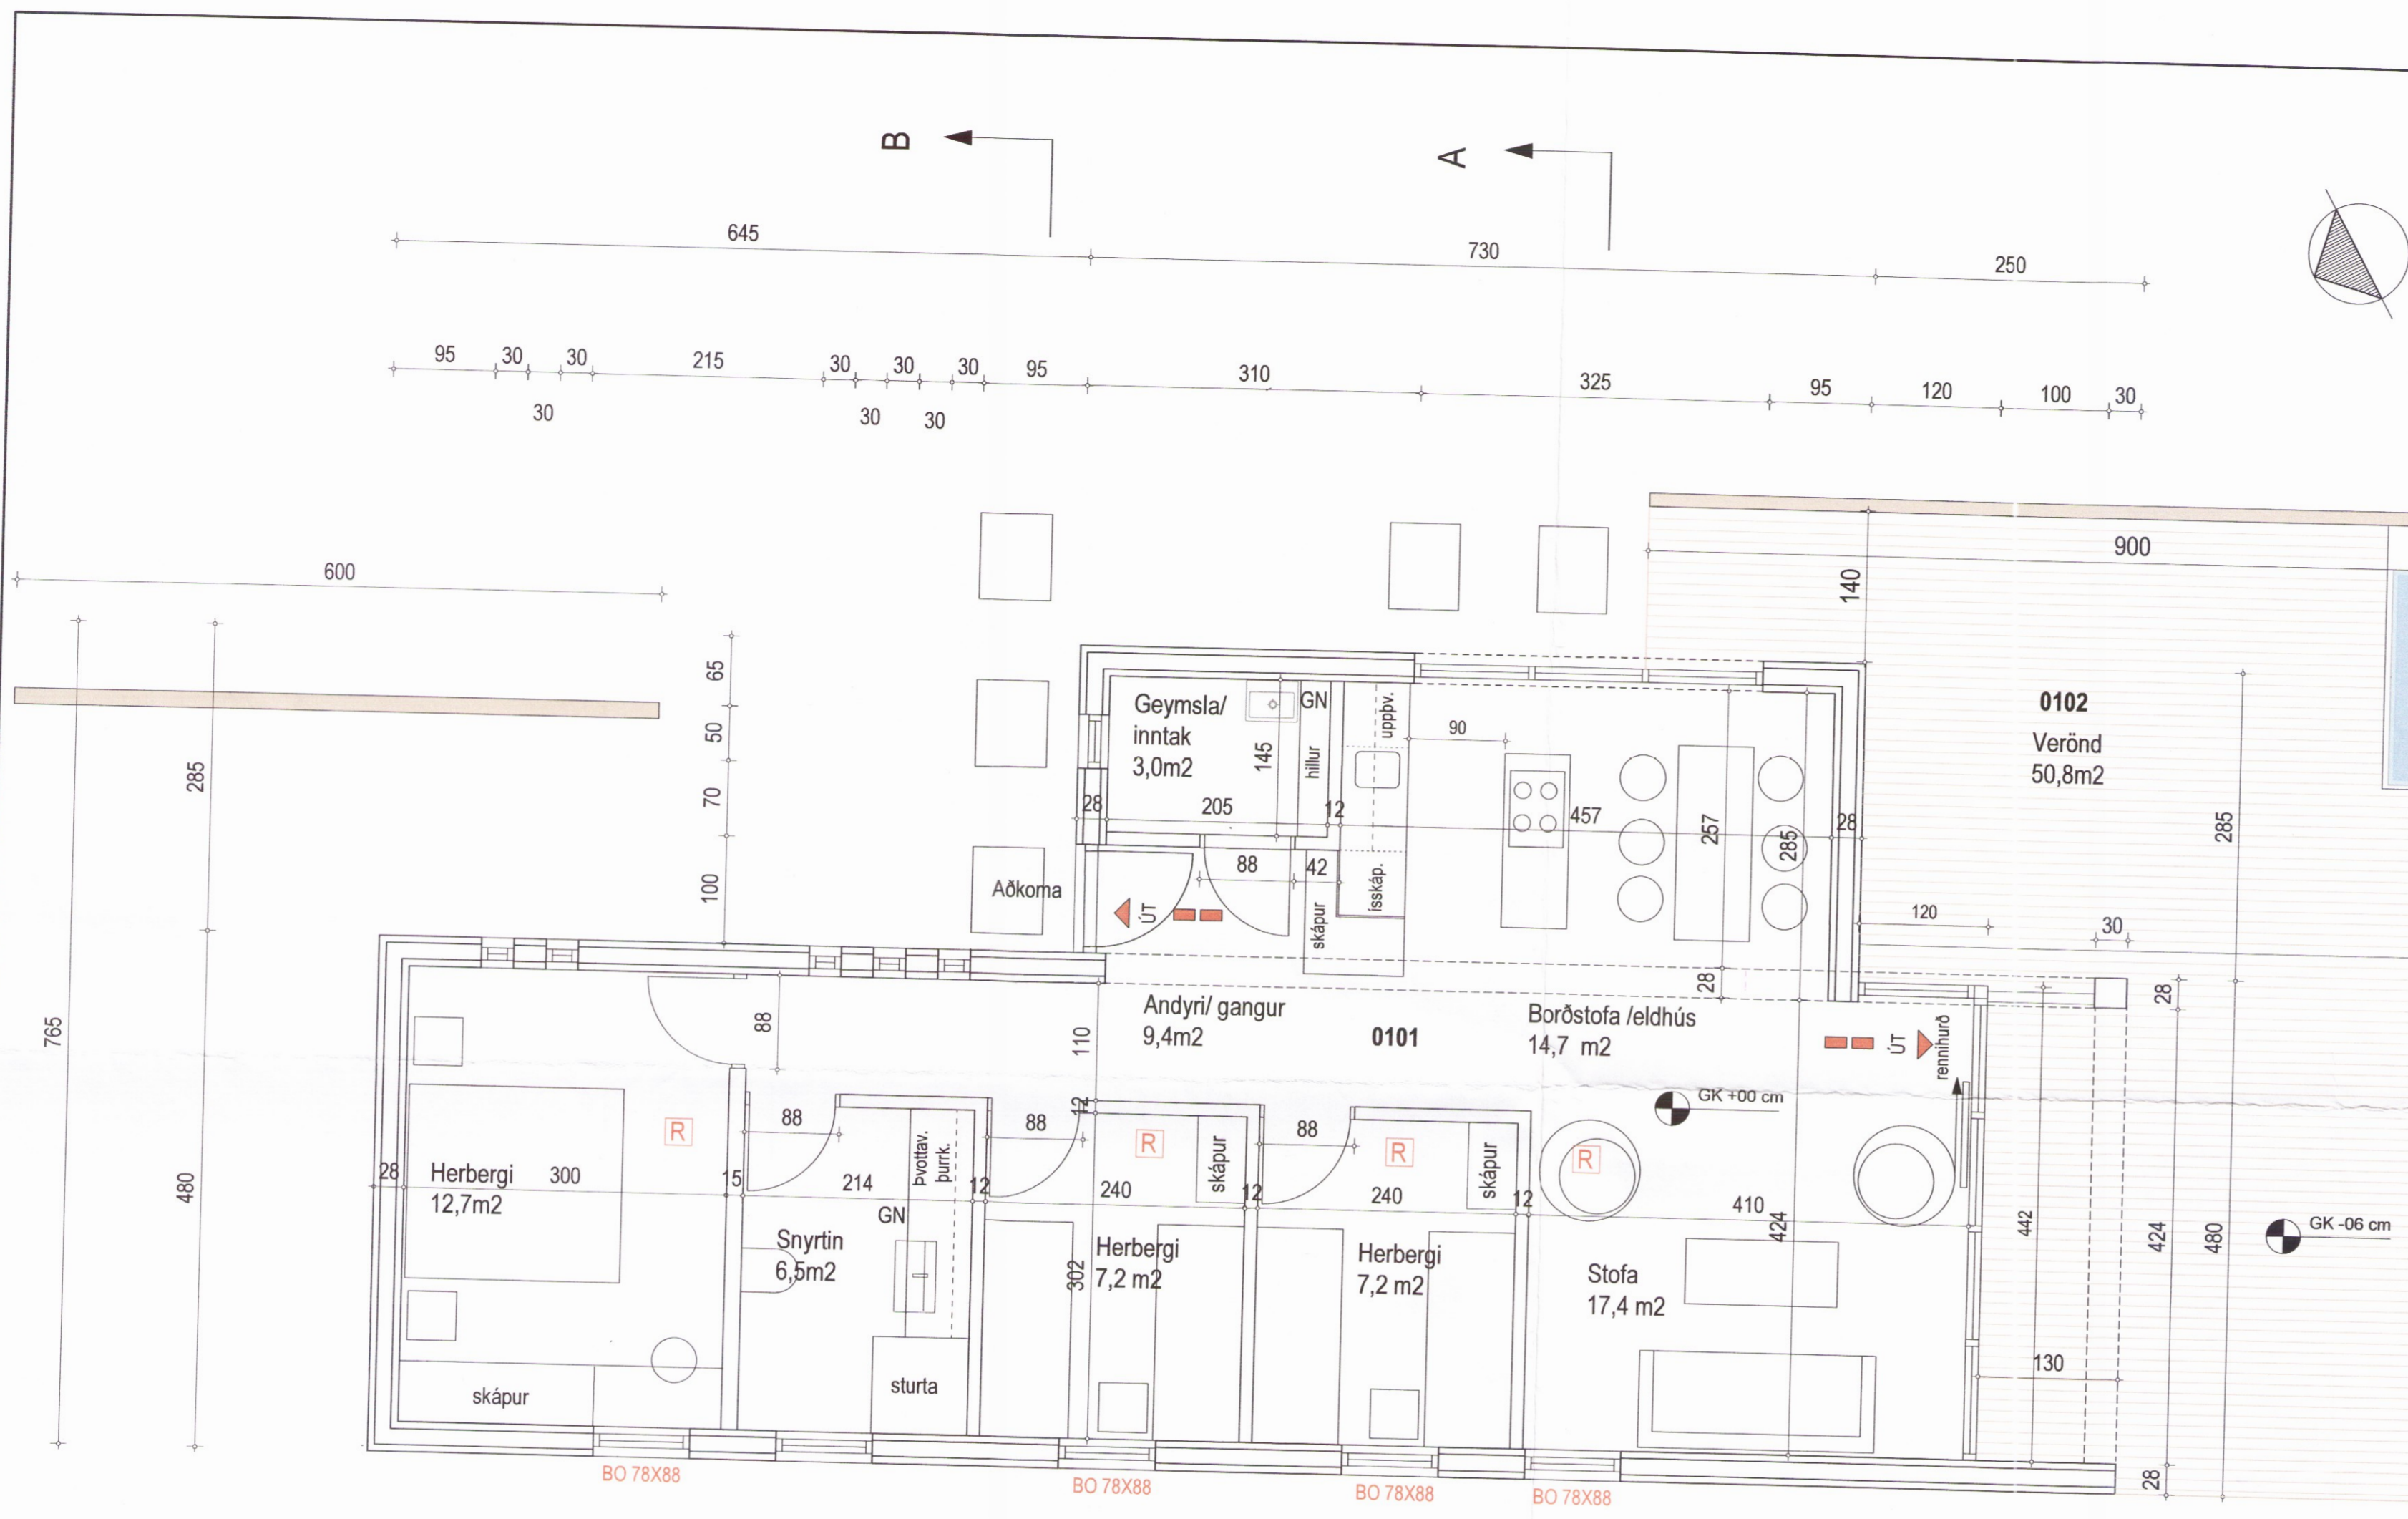 B
A
645
730
250
95
30
30
215
30
30
30
95
310
325
95
120
100
30
30
30
30
600
900
140
65
50
70
100
285
765
480
Geymsla/
inntak
3,0m2
GN
hillur
145
uppþv.
90
28
205
12
457
257
285
28
88
42
ísskáp.
skápur
Aðkoma
ÚT
0102
Verönd
50,8m2
285
120
30
28
28
Andyri/ gangur
9,4m2
0101
Borðstofa /eldhús
14,7 m2
ÚT
rennihurð
88
110
12
GK +00 cm
88
88
88
R
R
R
R
Þvottav.
þurrk.
skápur
skápur
28
Herbergi
12,7m2
300
15
214
12
240
12
240
12
410
424
442
424
480
GK -06 cm
GN
Snyrtin
6,5m2
302
Herbergi
7,2 m2
Herbergi
7,2 m2
Stofa
17,4 m2
130
skápur
sturta
28
BO 78X88
BO 78X88
BO 78X88
BO 78X88